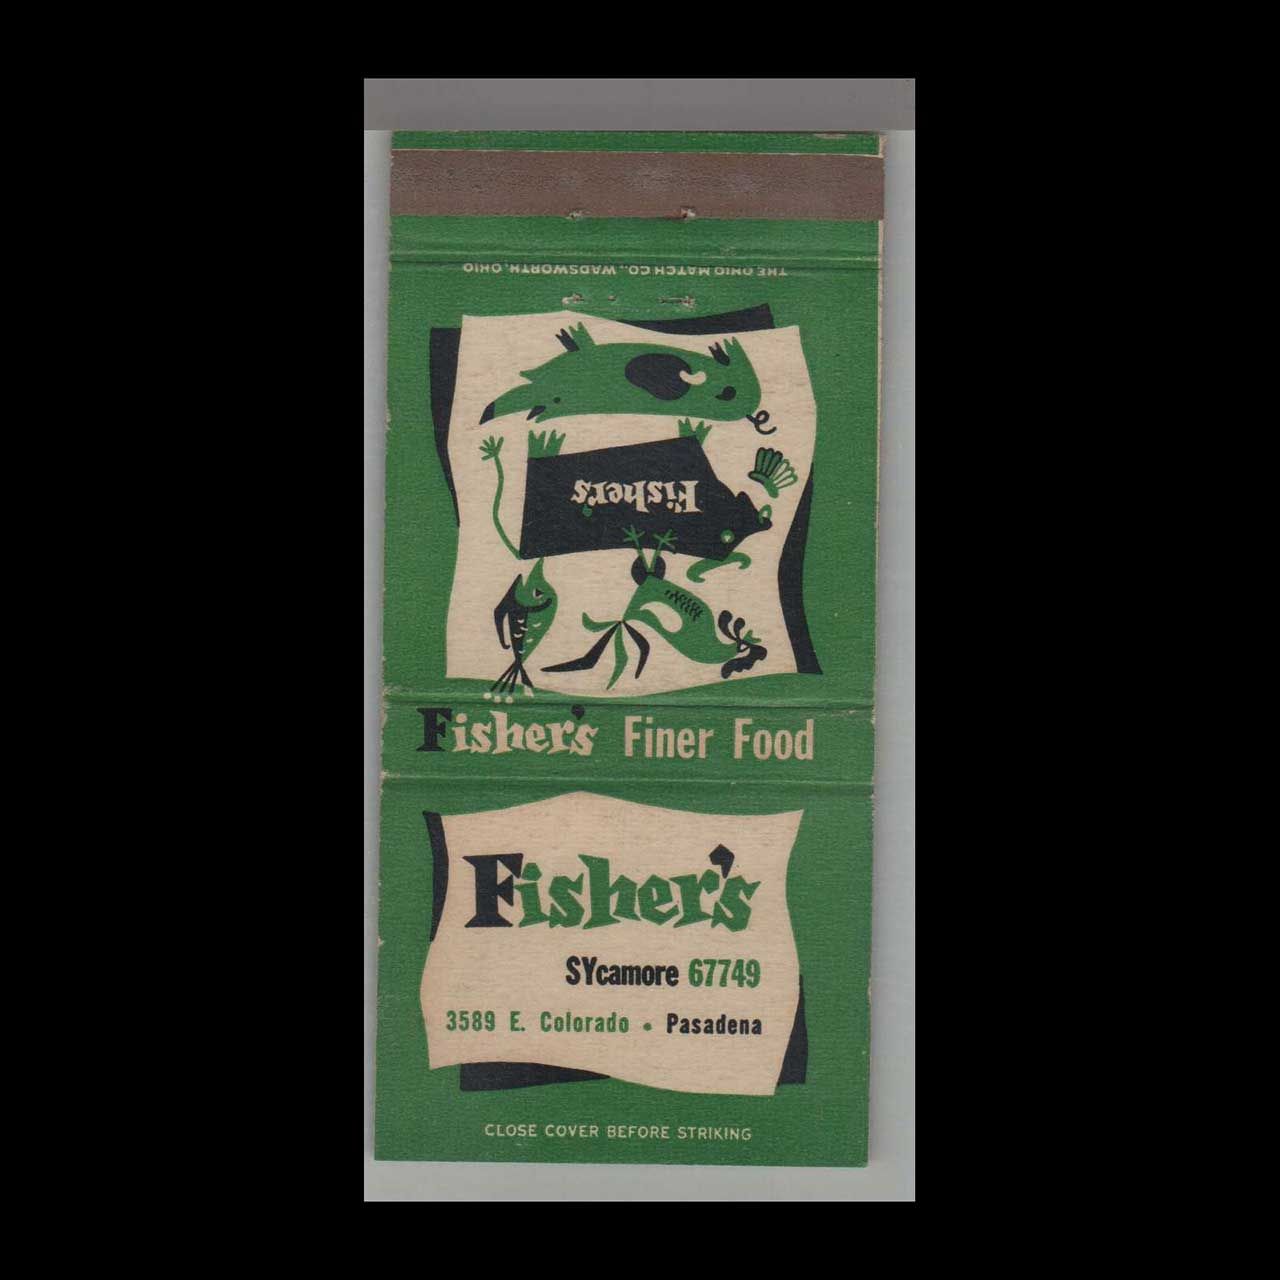 THE OHIO MATCH CO., WADSWORTH, OHIO
Fisher's
Fisher's Finer Food
Fisher's
SYcamore 67749
3589 E. Colorado • Pasadena
CLOSE COVER BEFORE STRIKING